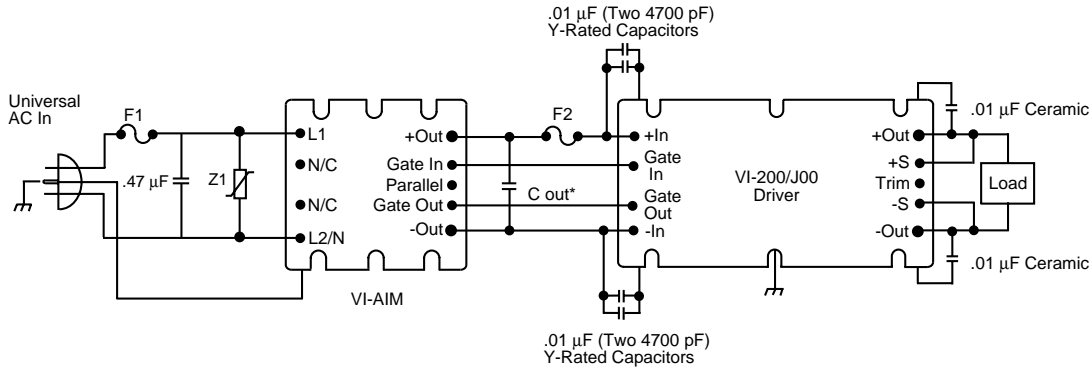 .01 µF (Two 4700 pF)
Y-Rated Capacitors
Universal
AC In
F1
.47 µF
Z1
L1
N/C
N/C
L2/N
+Out
Gate In
Parallel
Gate Out
-Out
VI-AIM
F2
C out*
+In
Gate
In
Gate
Out
-In
VI-200/J00
Driver
+Out
+S
Trim
-S
-Out
.01 µF Ceramic
Load
.01 µF Ceramic
.01 µF (Two 4700 pF)
Y-Rated Capacitors